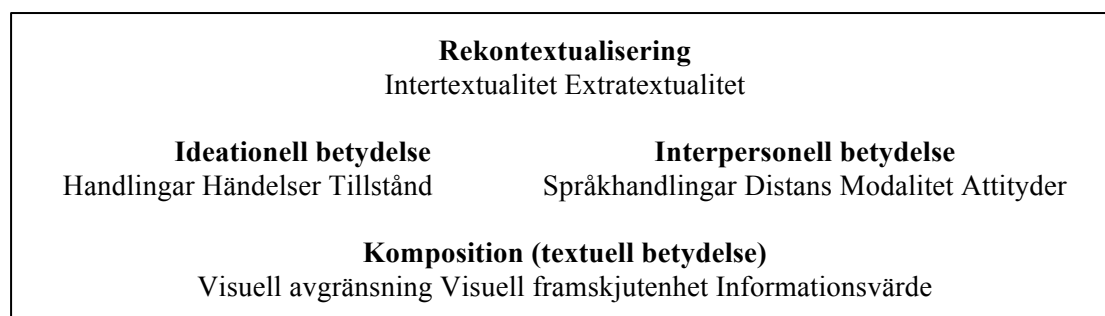 Rekontextualisering
Intertextualitet Extratextualitet
Ideationell betydelse
Handlingar Händelser Tillstånd
Interpersonell betydelse
Språkhandlingar Distans Modalitet Attityder
Komposition (textuell betydelse)
Visuell avgränsning Visuell framskjutenhet Informationsvärde